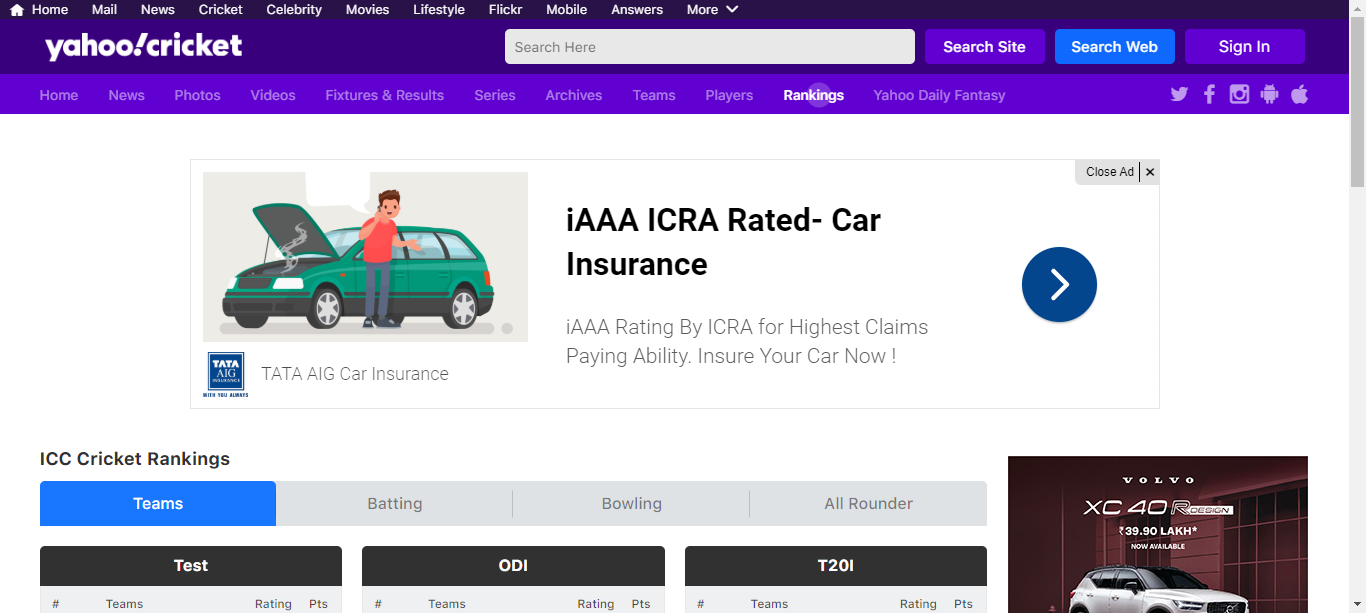 Home Mail News Cricket Celebrity Movies Lifestyle Flickr Mobile Answers More
yahoo!cricket
Search Here
Search Site
Search Web
Sign In
Home News Photos Videos Fixtures & Results Series Archives Teams Players Rankings Yahoo Daily Fantasy
Close Ad
iAAA ICRA Rated- Car
Insurance
iAAA Rating By ICRA for Highest Claims
Paying Ability. Insure Your Car Now !
TATA
AIG
INSURANCE
WITH YOU ALWAYS
TATA AIG Car Insurance
ICC Cricket Rankings
Teams Batting Bowling All Rounder
Test ODI T20I
# Teams Rating Pts # Teams Rating Pts # Teams Rating Pts
VOLVO
XC40 R DESIGN
₹39.90 LAKH*
NOW AVAILABLE